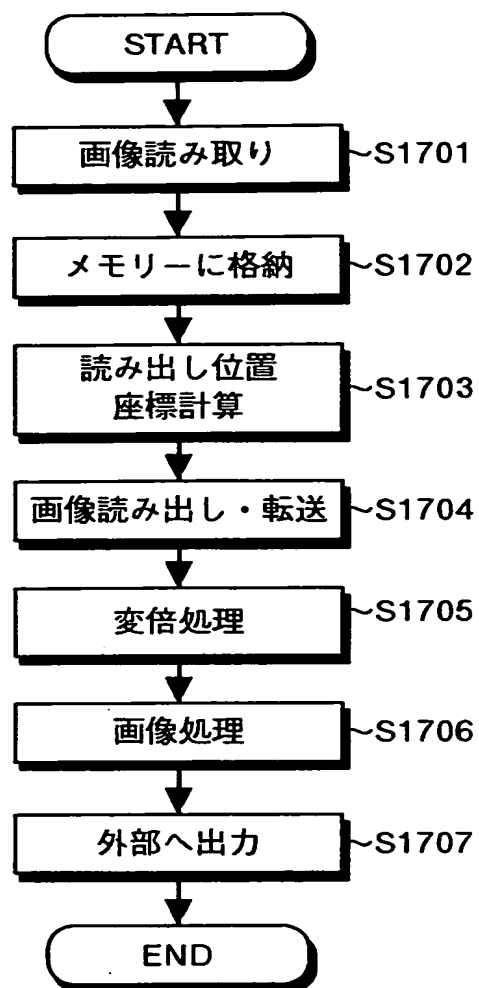 START
画像読み取り
~S1701
メモリーに格納
~S1702
読み出し位置
座標計算
~S1703
画像読み出し・転送
~S1704
変倍処理
~S1705
画像処理
~S1706
外部へ出力
~S1707
END